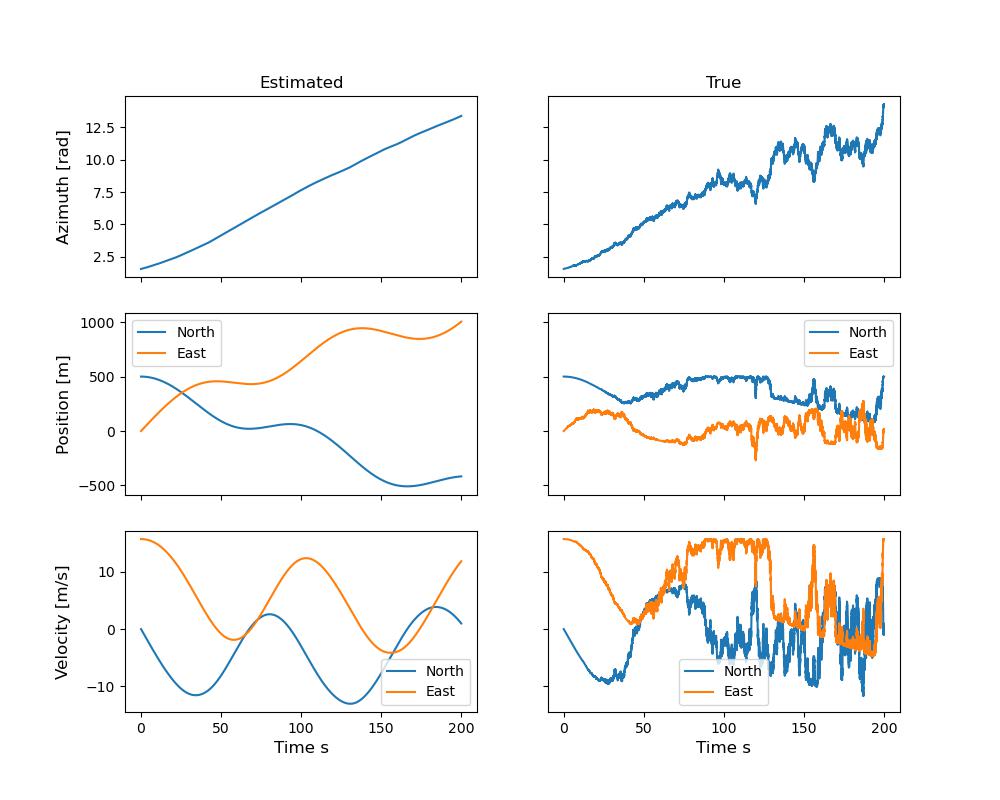 Estimated
True
Azimuth [rad]
12.5
10.0
7.5
5.0
2.5
Position [m]
1000
500
0
−500
North
East
North
East
Velocity [m/s]
10
0
−10
North
East
North
East
0
50
100
150
200
0
50
100
150
200
Time s
Time s